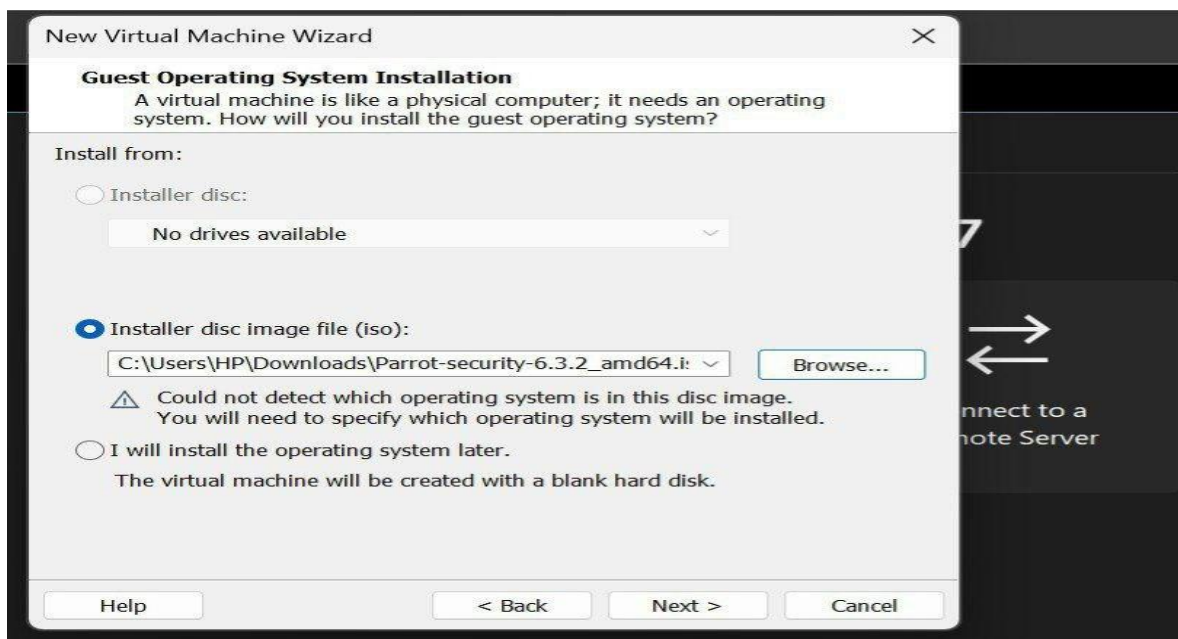 New Virtual Machine Wizard
Guest Operating System Installation
A virtual machine is like a physical computer; it needs an operating
system. How will you install the guest operating system?
Install from:
Installer disc:
No drives available
Installer disc image file (iso):
C:\Users\HP\Downloads\Parrot-security-6.3.2_amd64.i
Browse...
Could not detect which operating system is in this disc image.
You will need to specify which operating system will be installed.
I will install the operating system later.
The virtual machine will be created with a blank hard disk.
Help
< Back
Next >
Cancel
7
nnect to a
note Server